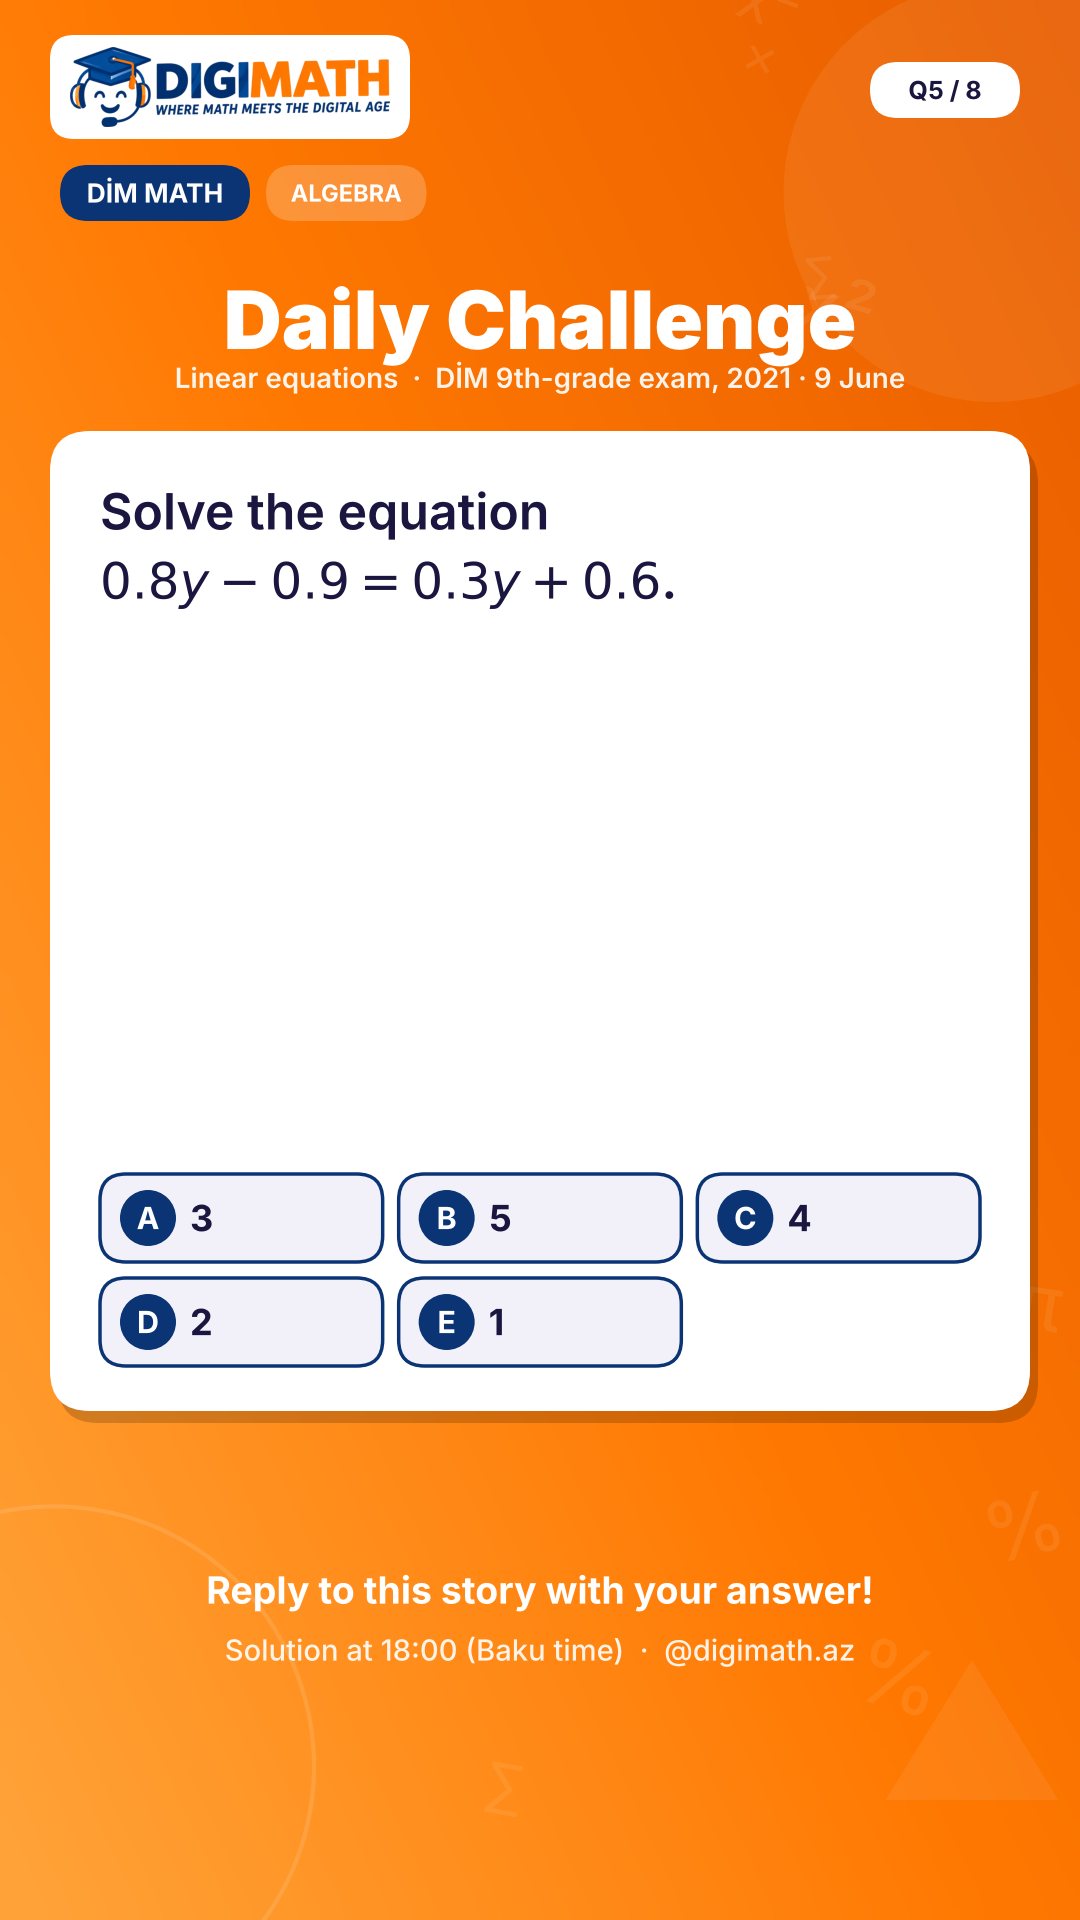 DIGIMATH
WHERE MATH MEETS THE DIGITAL AGE
Q5 / 8
DİM MATH
ALGEBRA
Daily Challenge
Linear equations · DİM 9th-grade exam, 2021 · 9 June
Solve the equation
0.8y − 0.9 = 0.3y + 0.6.
A 3
B 5
C 4
D 2
E 1
Reply to this story with your answer!
Solution at 18:00 (Baku time) · @digimath.az